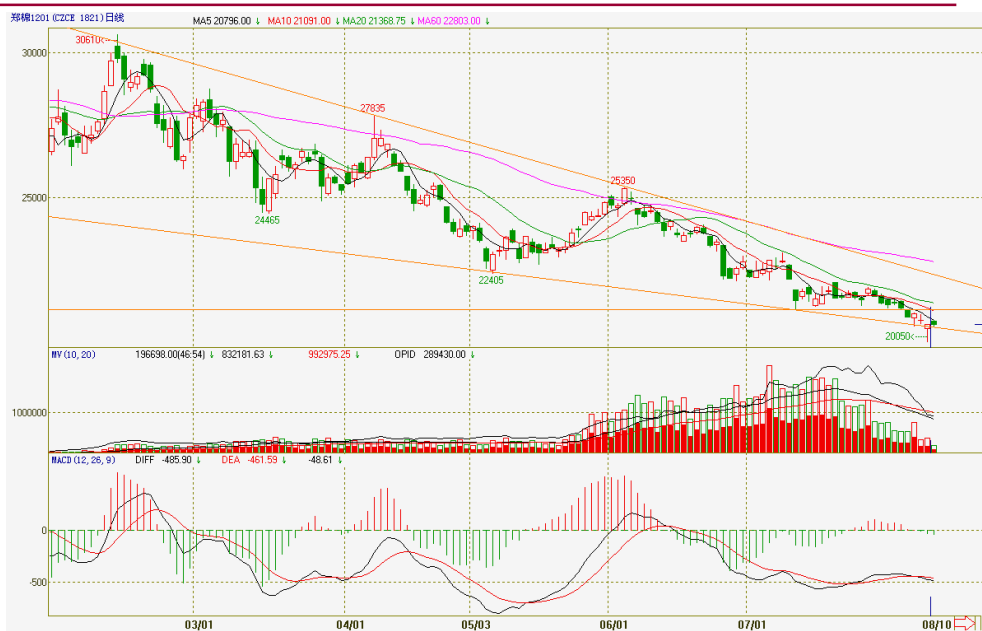 郑棉1201 (CZCE 1821) 日线 MA5 20796.00 ↓ MA10 21091.00 ↓ MA20 21368.75 ↓ MA60 22803.00 ↓
30610
30000
27835
25350
25000
24465
22405
20050
MV (10, 20) 196698.00(46:54) ↓ 832181.63 ↓ 992975.25 ↓ OPID 289430.00 ↓
1000000
MACD (12, 26, 9) DIFF -485.90 ↓ DEA -461.59 ↓ -48.61 ↓
0
-500
03/01 04/01 05/03 06/01 07/01 08/10